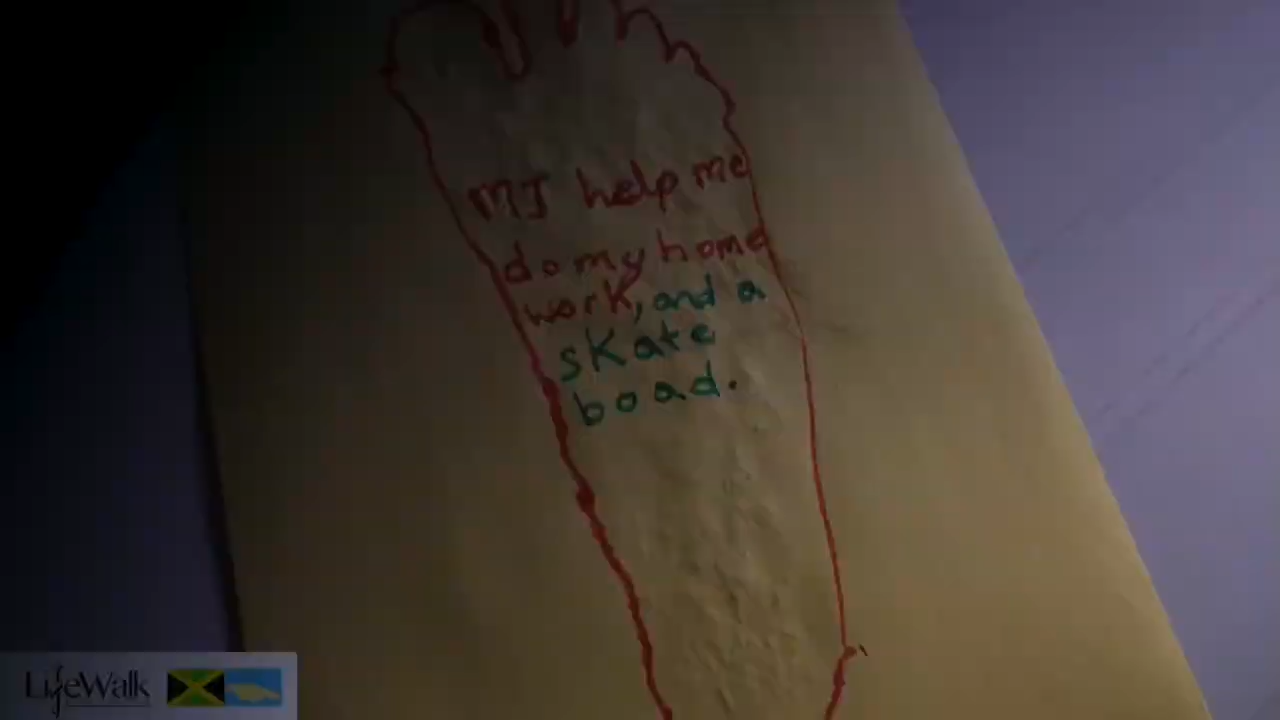 MJ help me
do my home
work, and a
skate
boad.
LifeWalk